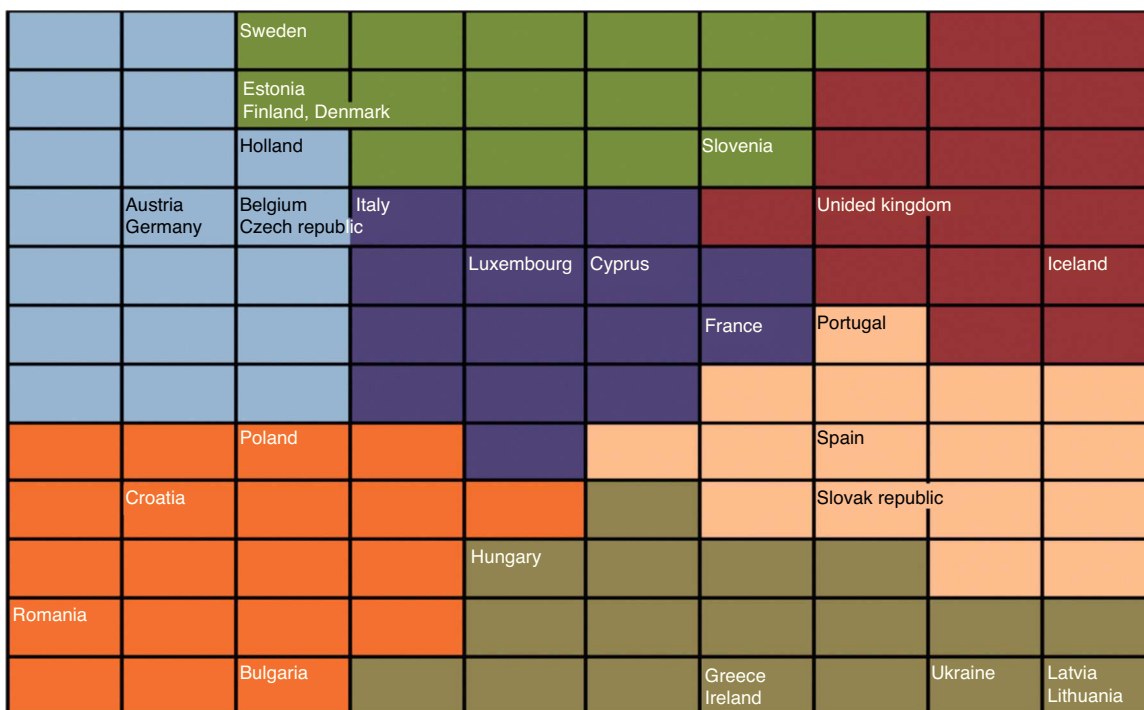 Sweden
Estonia
Finland, Denmark
Holland
Slovenia
Austria
Germany
Belgium
Czech republic
Italy
Unided kingdom
Luxembourg
Cyprus
Iceland
France
Portugal
Poland
Spain
Croatia
Slovak republic
Hungary
Romania
Bulgaria
Greece
Ireland
Ukraine
Latvia
Lithuania